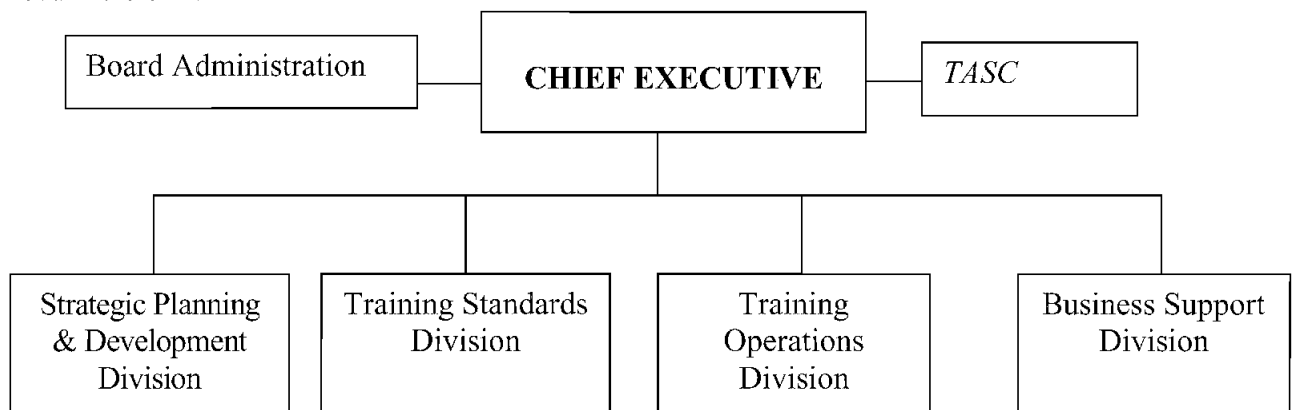 Board Administration
CHIEF EXECUTIVE
TASC
Strategic Planning
& Development
Division
Training Standards
Division
Training
Operations
Division
Business Support
Division